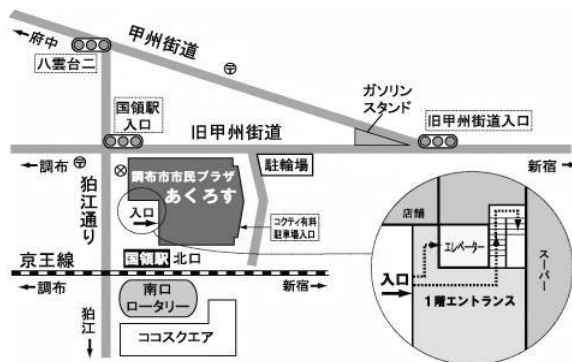 甲州街道
←府中
〒
八雲台二
ガソリン
スタンド
国領駅
入口
旧甲州街道
旧甲州街道入口
←調布
〒
駐輪場
新宿→
調布市市民プラザ
あくろす
狛江通り
入口
コクティ有料
駐車場入口
店舗
エレベーター
スーパー
京王線
国領駅 北口
入口
1階エントランス
←調布
南口
ロータリー
新宿→
狛江
ココスクエア